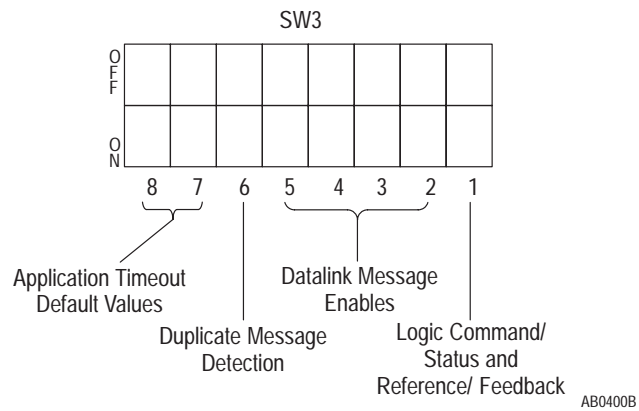 SW3
OFF
ON
8 7 6 5 4 3 2 1
Application Timeout
Default Values
Duplicate Message
Detection
Datalink Message
Enables
Logic Command/
Status and
Reference/ Feedback
AB0400B